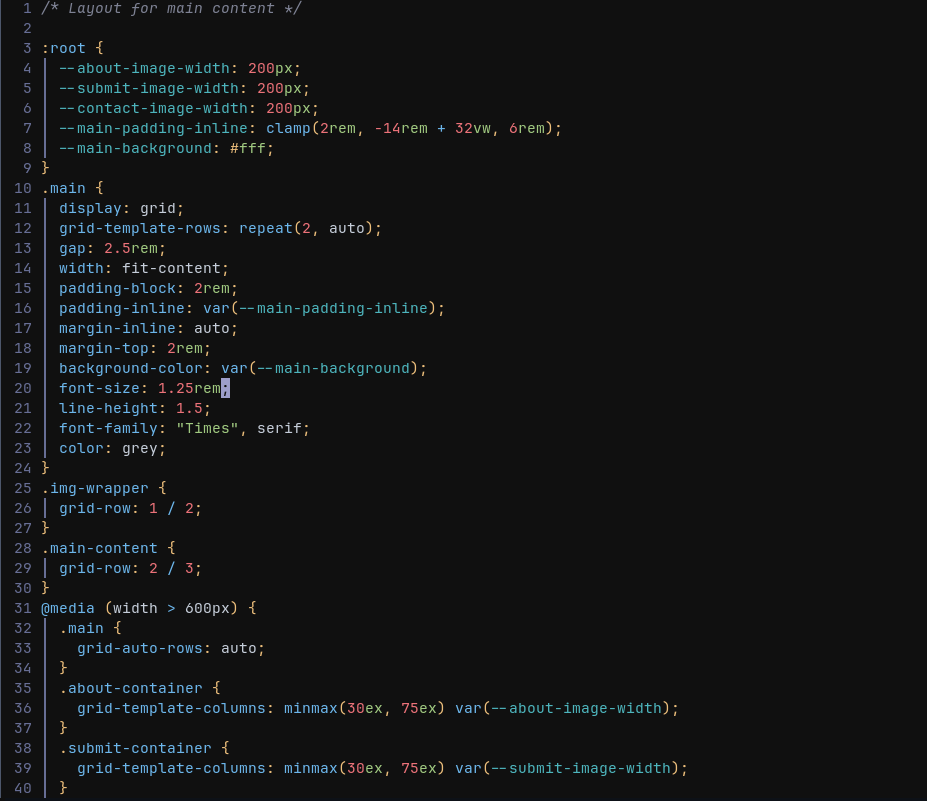 1 /* Layout for main content */
2
3 :root {
4   --about-image-width: 200px;
5   --submit-image-width: 200px;
6   --contact-image-width: 200px;
7   --main-padding-inline: clamp(2rem, -14rem + 32vw, 6rem);
8   --main-background: #fff;
9 }
10 .main {
11   display: grid;
12   grid-template-rows: repeat(2, auto);
13   gap: 2.5rem;
14   width: fit-content;
15   padding-block: 2rem;
16   padding-inline: var(--main-padding-inline);
17   margin-inline: auto;
18   margin-top: 2rem;
19   background-color: var(--main-background);
20   font-size: 1.25rem;
21   line-height: 1.5;
22   font-family: "Times", serif;
23   color: grey;
24 }
25 .img-wrapper {
26   grid-row: 1 / 2;
27 }
28 .main-content {
29   grid-row: 2 / 3;
30 }
31 @media (width > 600px) {
32   .main {
33     grid-auto-rows: auto;
34   }
35   .about-container {
36     grid-template-columns: minmax(30ex, 75ex) var(--about-image-width);
37   }
38   .submit-container {
39     grid-template-columns: minmax(30ex, 75ex) var(--submit-image-width);
40   }